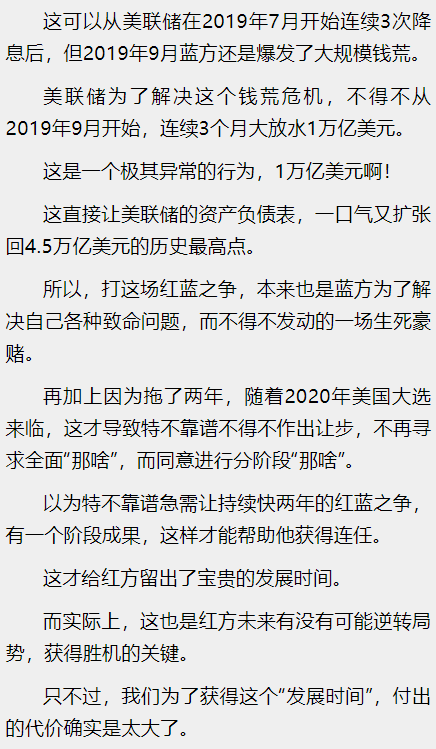 这可以从美联储在2019年7月开始连续3次降
息后，但2019年9月蓝方还是爆发了大规模钱荒。
美联储为了解决这个钱荒危机，不得不从
2019年9月开始，连续3个月大放水1万亿美元。
这是一个极其异常的行为，1万亿美元啊！
这直接让美联储的资产负债表，一口气又扩张
回4.5万亿美元的历史最高点。
所以，打这场红蓝之争，本来也是蓝方为了解
决自己各种致命问题，而不得不发动的一场生死豪
赌。
再加上因为拖了两年，随着2020年美国大选
来临，这才导致特不靠谱不得不作出让步，不再寻
求全面“那啥”，而同意进行分阶段“那啥”。
以为特不靠谱急需让持续快两年的红蓝之争，
有一个阶段成果，这样才能帮助他获得连任。
这才给红方留出了宝贵的发展时间。
而实际上，这也是红方未来有没有可能逆转局
势，获得胜机的关键。
只不过，我们为了获得这个“发展时间”，付出
的代价确实是太大了。